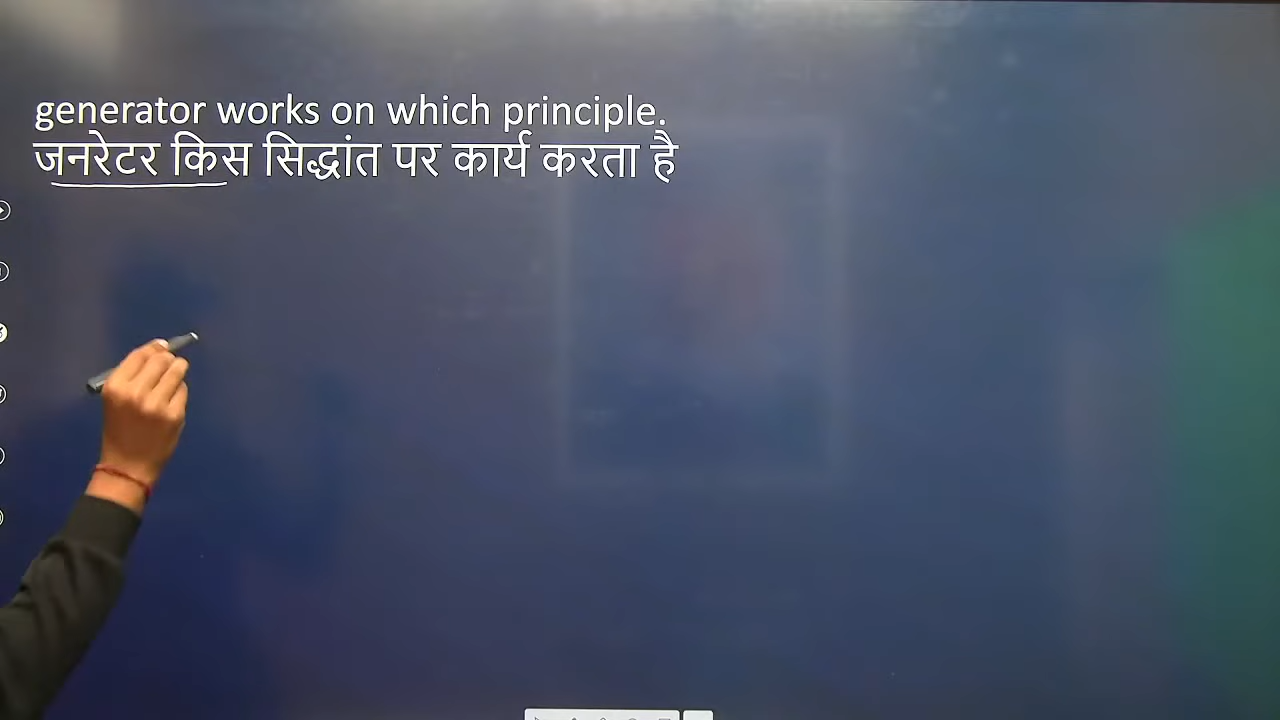 generator works on which principle.
जनरेटर किस सिद्धांत पर कार्य करता है